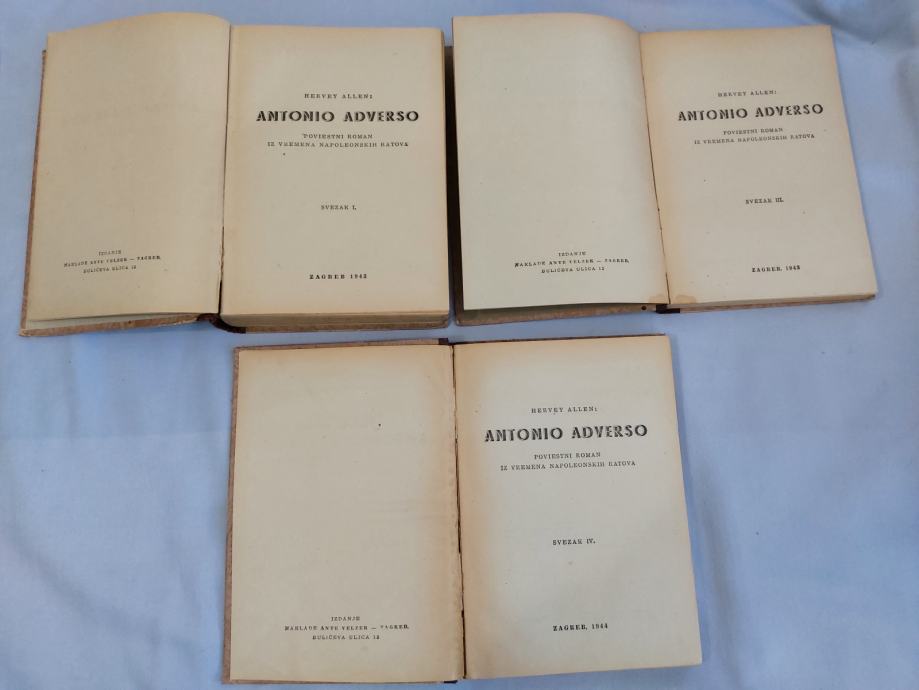 IZDANJE
NAKLADE ANTE VELZEK — ZAGREB,
BULIĆEVA ULICA 12
HERVEY ALLEN:
ANTONIO ADVERSO
POVIESTNI ROMAN
IZ VREMENA NAPOLEONSKIH RATOVA
SVEZAK I.
ZAGREB 1943
IZDANJE
NAKLADE ANTE VELZEK — ZAGREB,
BULIĆEVA ULICA 12
HERVEY ALLEN:
ANTONIO ADVERSO
POVIESTNI ROMAN
IZ VREMENA NAPOLEONSKIH RATOVA
SVEZAK III.
ZAGREB, 1943
IZDANJE
NAKLADE ANTE VELZEK — ZAGREB,
BULIĆEVA ULICA 12
HERVEY ALLEN:
ANTONIO ADVERSO
POVIESTNI ROMAN
IZ VREMENA NAPOLEONSKIH RATOVA
SVEZAK IV.
ZAGREB, 1944